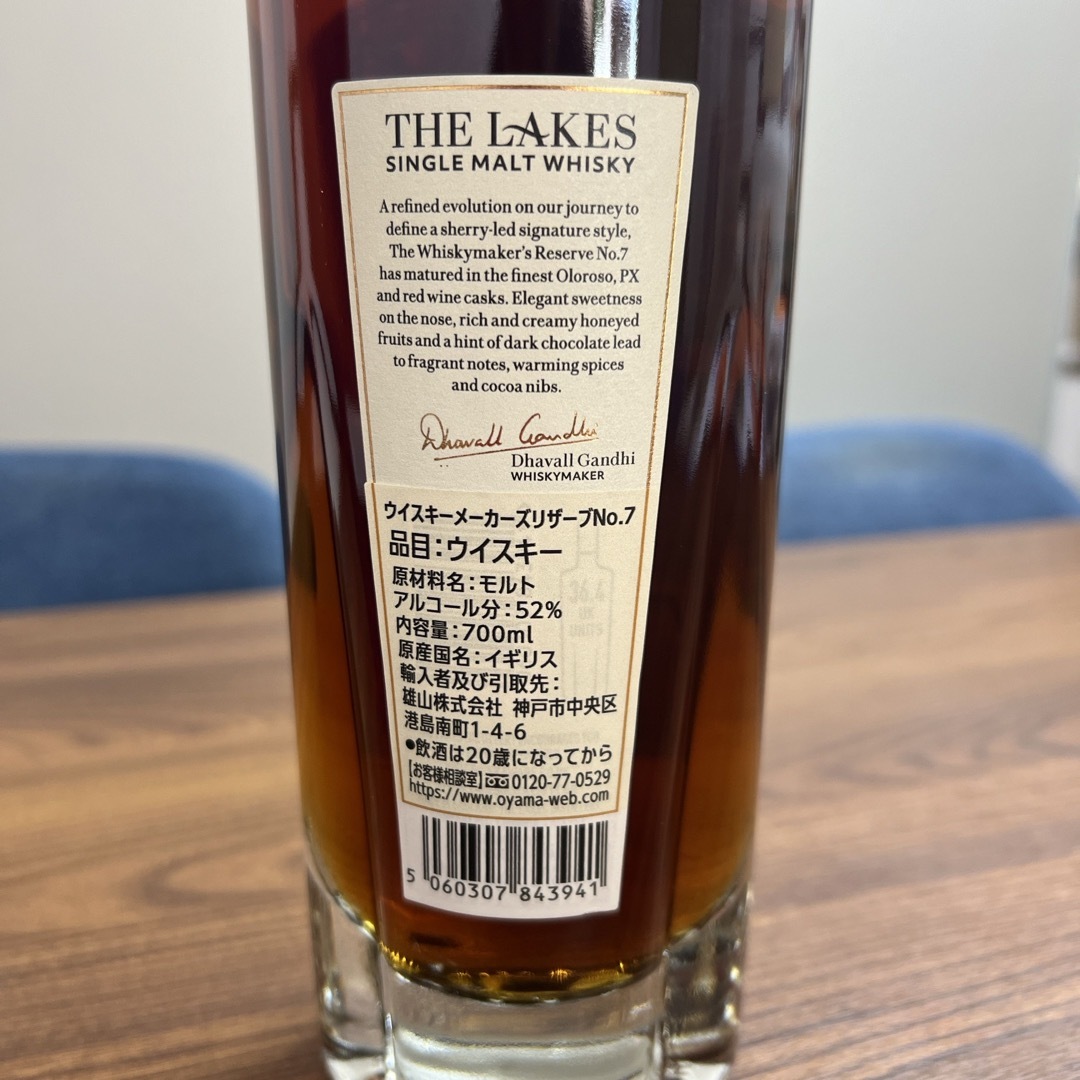 THE LAKES
SINGLE MALT WHISKY
A refined evolution on our journey to
define a sherry-led signature style,
The Whiskymaker's Reserve No.7
has matured in the finest Oloroso, PX
and red wine casks. Elegant sweetness
on the nose, rich and creamy honeyed
fruits and a hint of dark chocolate lead
to fragrant notes, warming spices
and cocoa nibs.
Dhavall Gandhi
Dhavall Gandhi
WHISKYMAKER
ウイスキーメーカーズリザーブNo.7
品目:ウイスキー
原材料名:モルト
アルコール分:52%
内容量:700ml
原産国名:イギリス
輸入者及び引取先:
雄山株式会社 神戸市中央区
港島南町1-4-6
●飲酒は20歳になってから
【お客様相談室】0120-77-0529
https://www.oyama-web.com
36.4
UK
UNITS
5 060307 843941